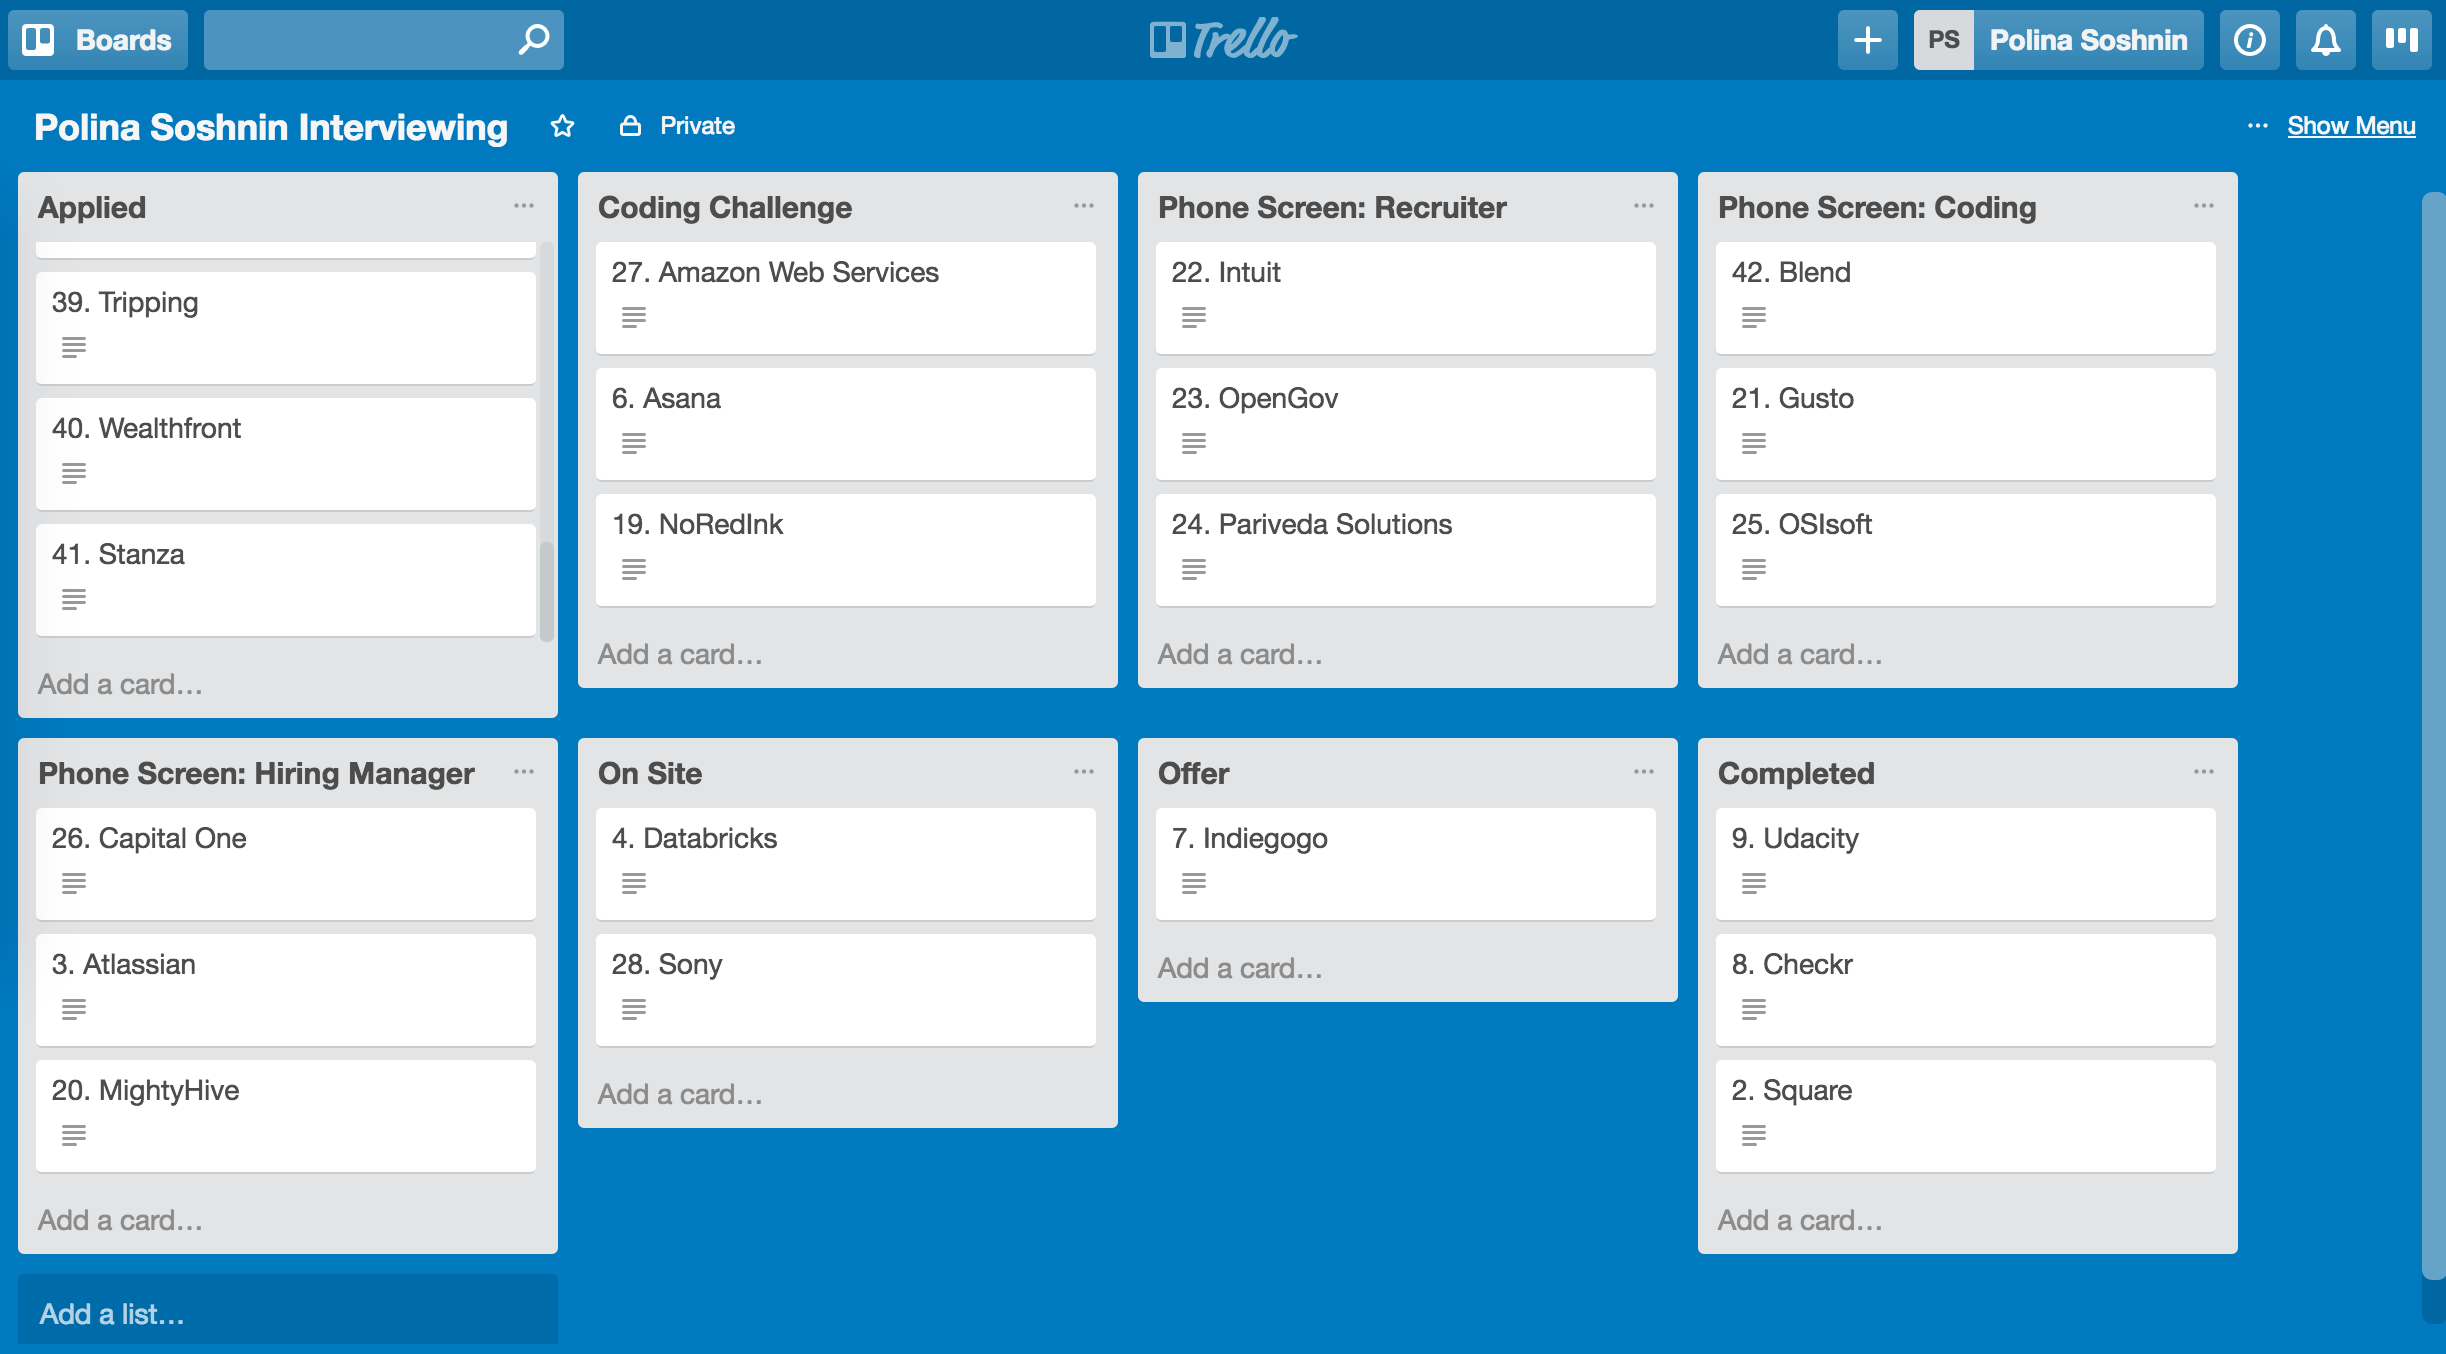 Boards
Trello
PS Polina Soshnin
Polina Soshnin Interviewing
Private
... Show Menu
Applied
39. Tripping
40. Wealthfront
41. Stanza
Add a card…
Coding Challenge
27. Amazon Web Services
6. Asana
19. NoRedInk
Add a card…
Phone Screen: Recruiter
22. Intuit
23. OpenGov
24. Pariveda Solutions
Add a card…
Phone Screen: Coding
42. Blend
21. Gusto
25. OSIsoft
Add a card…
Phone Screen: Hiring Manager
26. Capital One
3. Atlassian
20. MightyHive
Add a card…
On Site
4. Databricks
28. Sony
Add a card…
Offer
7. Indiegogo
Add a card…
Completed
9. Udacity
8. Checkr
2. Square
Add a card…
Add a list…